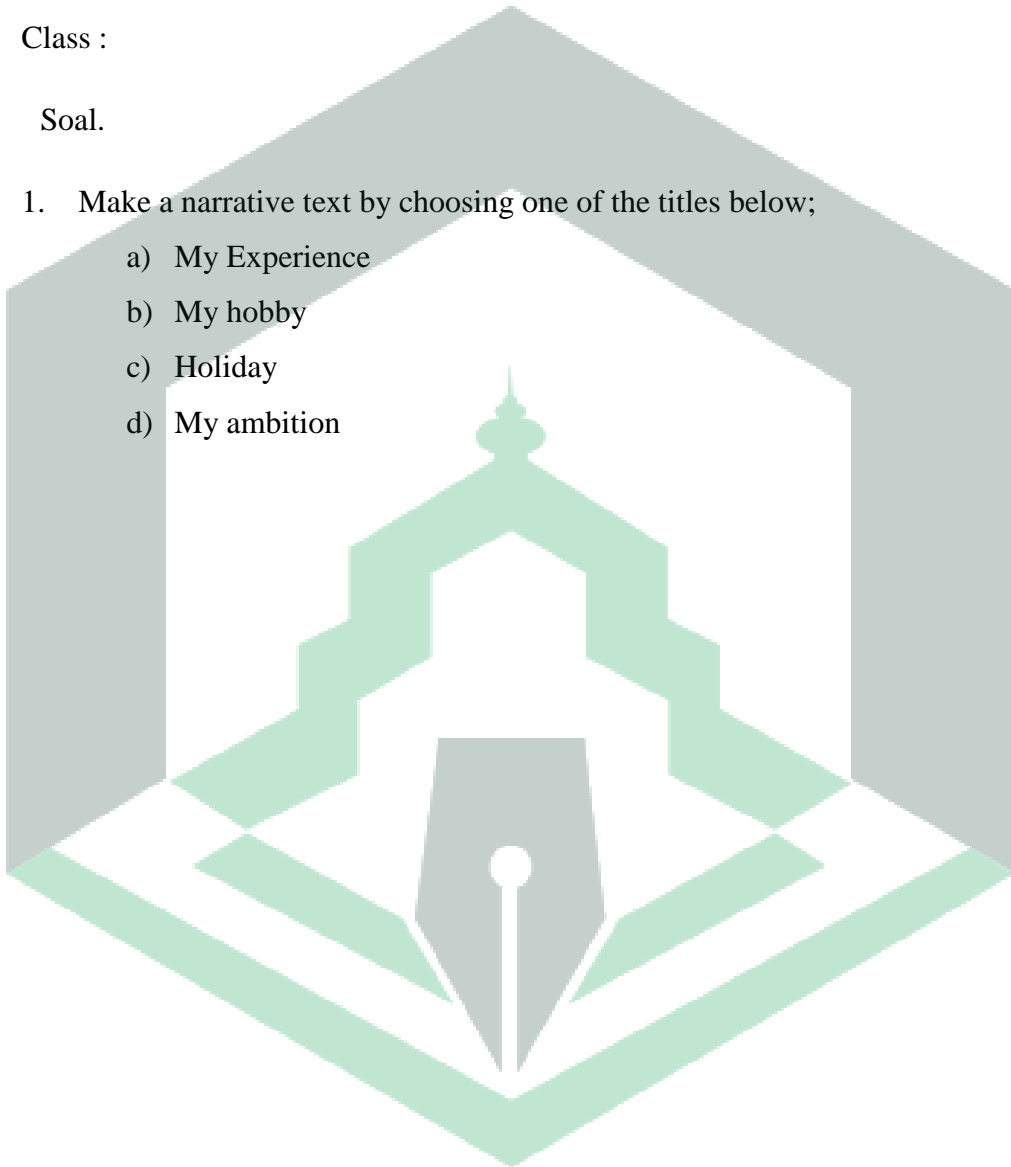 Class :
Soal.
1. Make a narrative text by choosing one of the titles below;
a) My Experience
b) My hobby
c) Holiday
d) My ambition